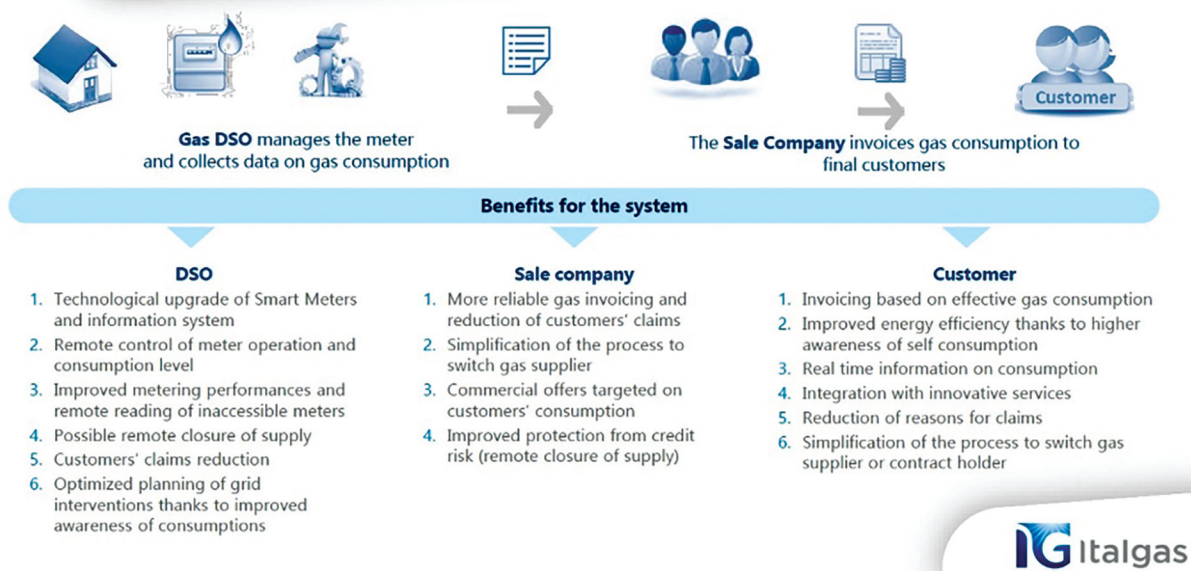 Customer
Gas DSO manages the meter
and collects data on gas consumption
The Sale Company invoices gas consumption to
final customers
Benefits for the system
DSO
1. Technological upgrade of Smart Meters
and information system
2. Remote control of meter operation and
consumption level
3. Improved metering performances and
remote reading of inaccessible meters
4. Possible remote closure of supply
5. Customers' claims reduction
6. Optimized planning of grid
interventions thanks to improved
awareness of consumptions
Sale company
1. More reliable gas invoicing and
reduction of customers' claims
2. Simplification of the process to
switch gas supplier
3. Commercial offers targeted on
customers' consumption
4. Improved protection from credit
risk (remote closure of supply)
Customer
1. Invoicing based on effective gas consumption
2. Improved energy efficiency thanks to higher
awareness of self consumption
3. Real time information on consumption
4. Integration with innovative services
5. Reduction of reasons for claims
6. Simplification of the process to switch gas
supplier or contract holder
IG Italgas